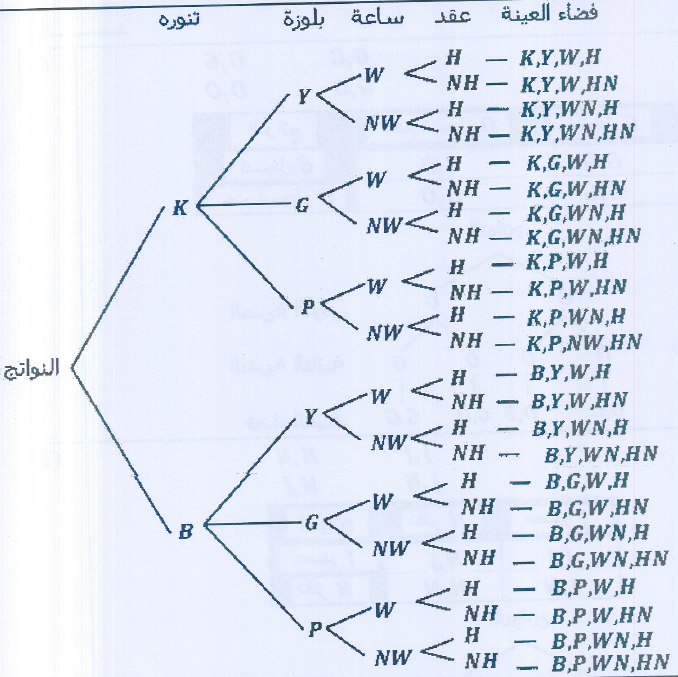 تنوره بلوزة ساعة عقد فضاء العينة
H — K,Y,W,H
W
NH — K,Y,W,HN
Y
H — K,Y,WN,H
NW
NH — K,Y,WN,HN
H — K,G,W,H
W
NH — K,G,W,HN
K
G
H — K,G,WN,H
NW
NH — K,G,WN,HN
H — K,P,W,H
W
NH — K,P,W,HN
P
H — K,P,WN,H
NW
NH — K,P,NW,HN
النواتج
H — B,Y,W,H
W
NH — B,Y,W,HN
Y
H — B,Y,WN,H
NW
NH — B,Y,WN,HN
H — B,G,W,H
W
NH — B,G,W,HN
B
G
H — B,G,WN,H
NW
NH — B,G,WN,HN
H — B,P,W,H
W
NH — B,P,W,HN
P
H — B,P,WN,H
NW
NH — B,P,WN,HN